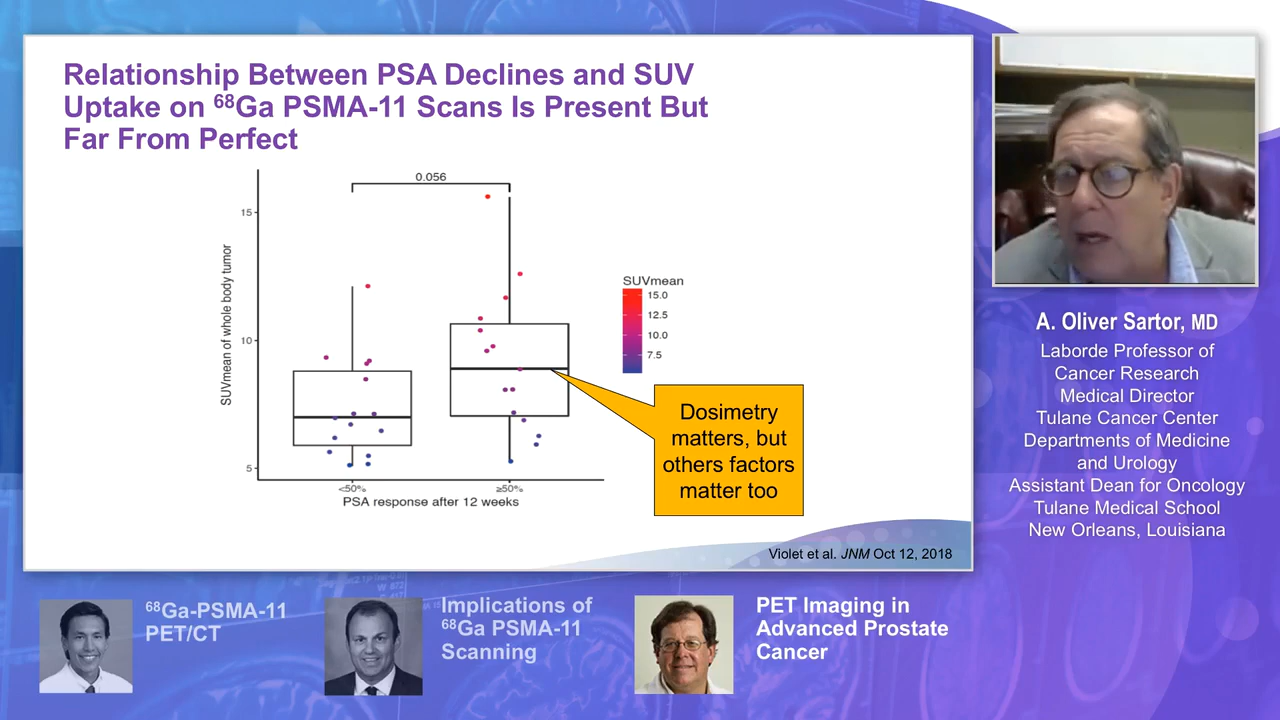 Relationship Between PSA Declines and SUV
Uptake on ⁶⁸Ga PSMA-11 Scans Is Present But
Far From Perfect
0.056
15
10
5
SUVmean of whole body tumor
<50%
≥50%
PSA response after 12 weeks
SUVmean
15.0
12.5
10.0
7.5
Dosimetry
matters, but
others factors
matter too
Violet et al. JNM Oct 12, 2018
A. Oliver Sartor, MD
Laborde Professor of
Cancer Research
Medical Director
Tulane Cancer Center
Departments of Medicine
and Urology
Assistant Dean for Oncology
Tulane Medical School
New Orleans, Louisiana
⁶⁸Ga-PSMA-11
PET/CT
Implications of
⁶⁸Ga PSMA-11
Scanning
PET Imaging in
Advanced Prostate
Cancer